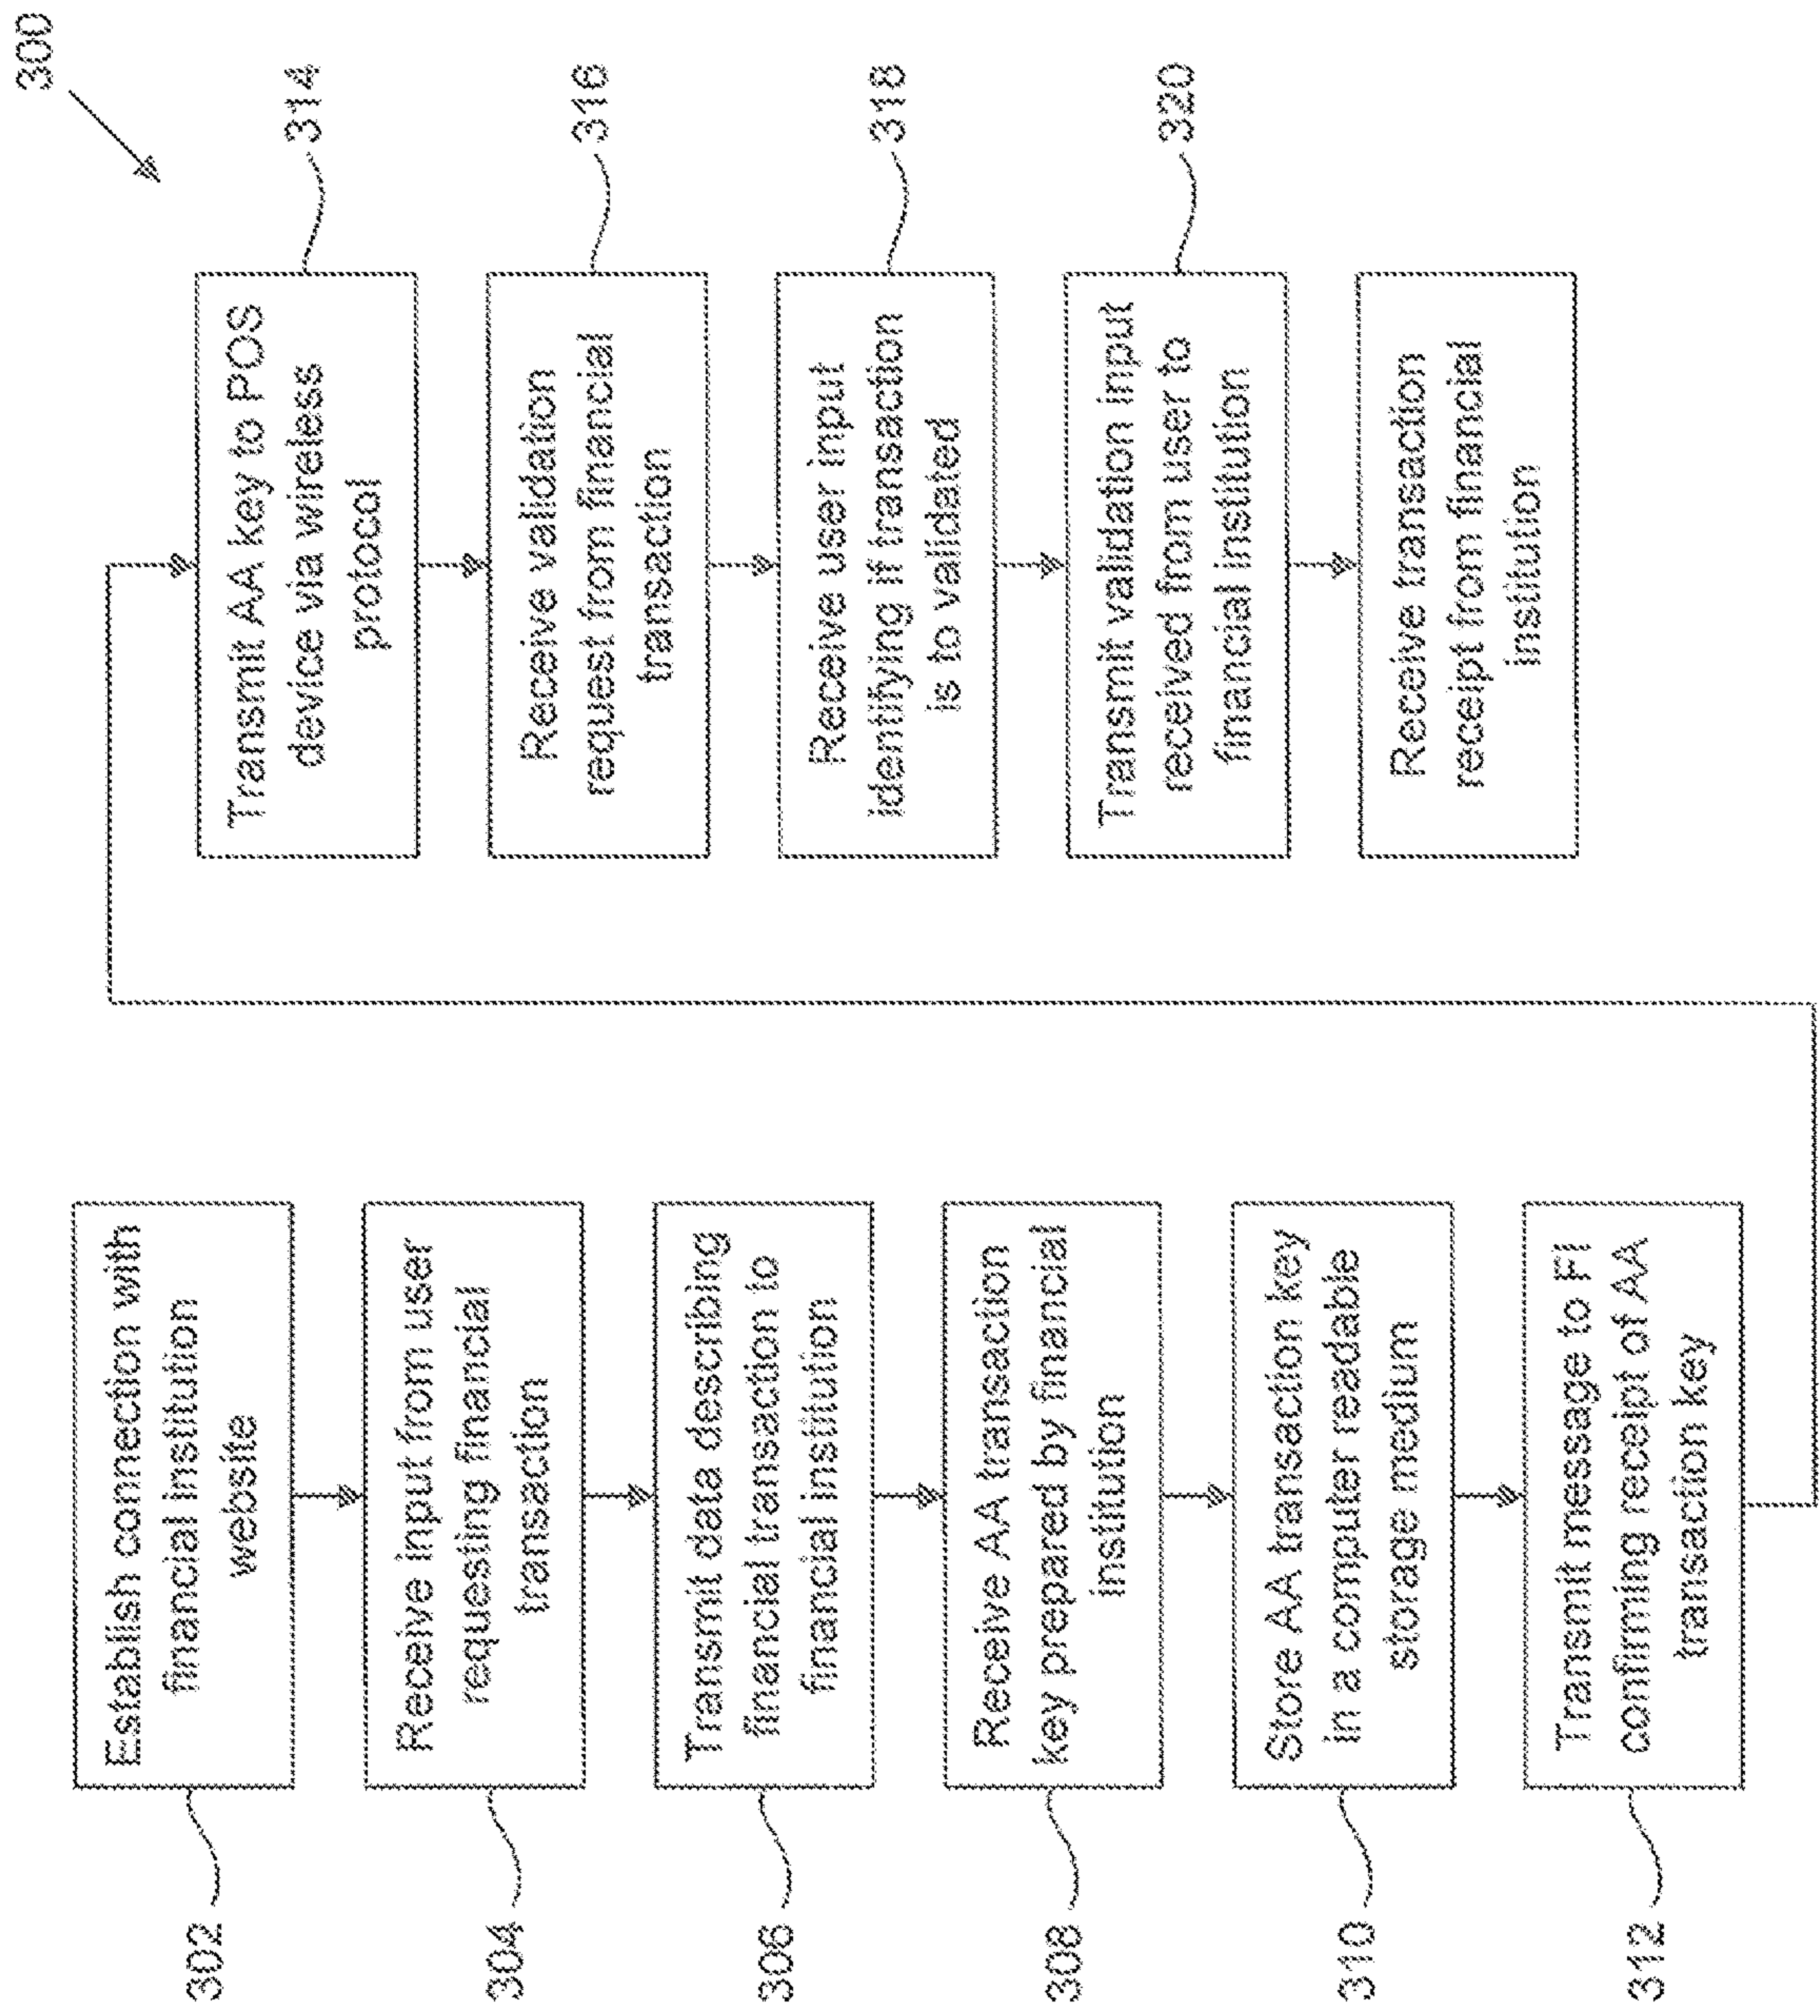 300
302
Establish connection with
financial institution
website
304
Receive input from user
requesting financial
transaction
306
Transmit data describing
financial transaction to
financial institution
308
Receive AA transaction
key prepared by financial
institution
310
Store AA transaction key
in a computer readable
storage medium
312
Transmit message to FI
confirming receipt of AA
transaction key
314
Transmit AA key to POS
device via wireless
protocol
316
Receive validation
request from financial
transaction
318
Receive user input
identifying if transaction
is to validated
320
Transmit validation input
received from user to
financial institution
Receive transaction
receipt from financial
institution